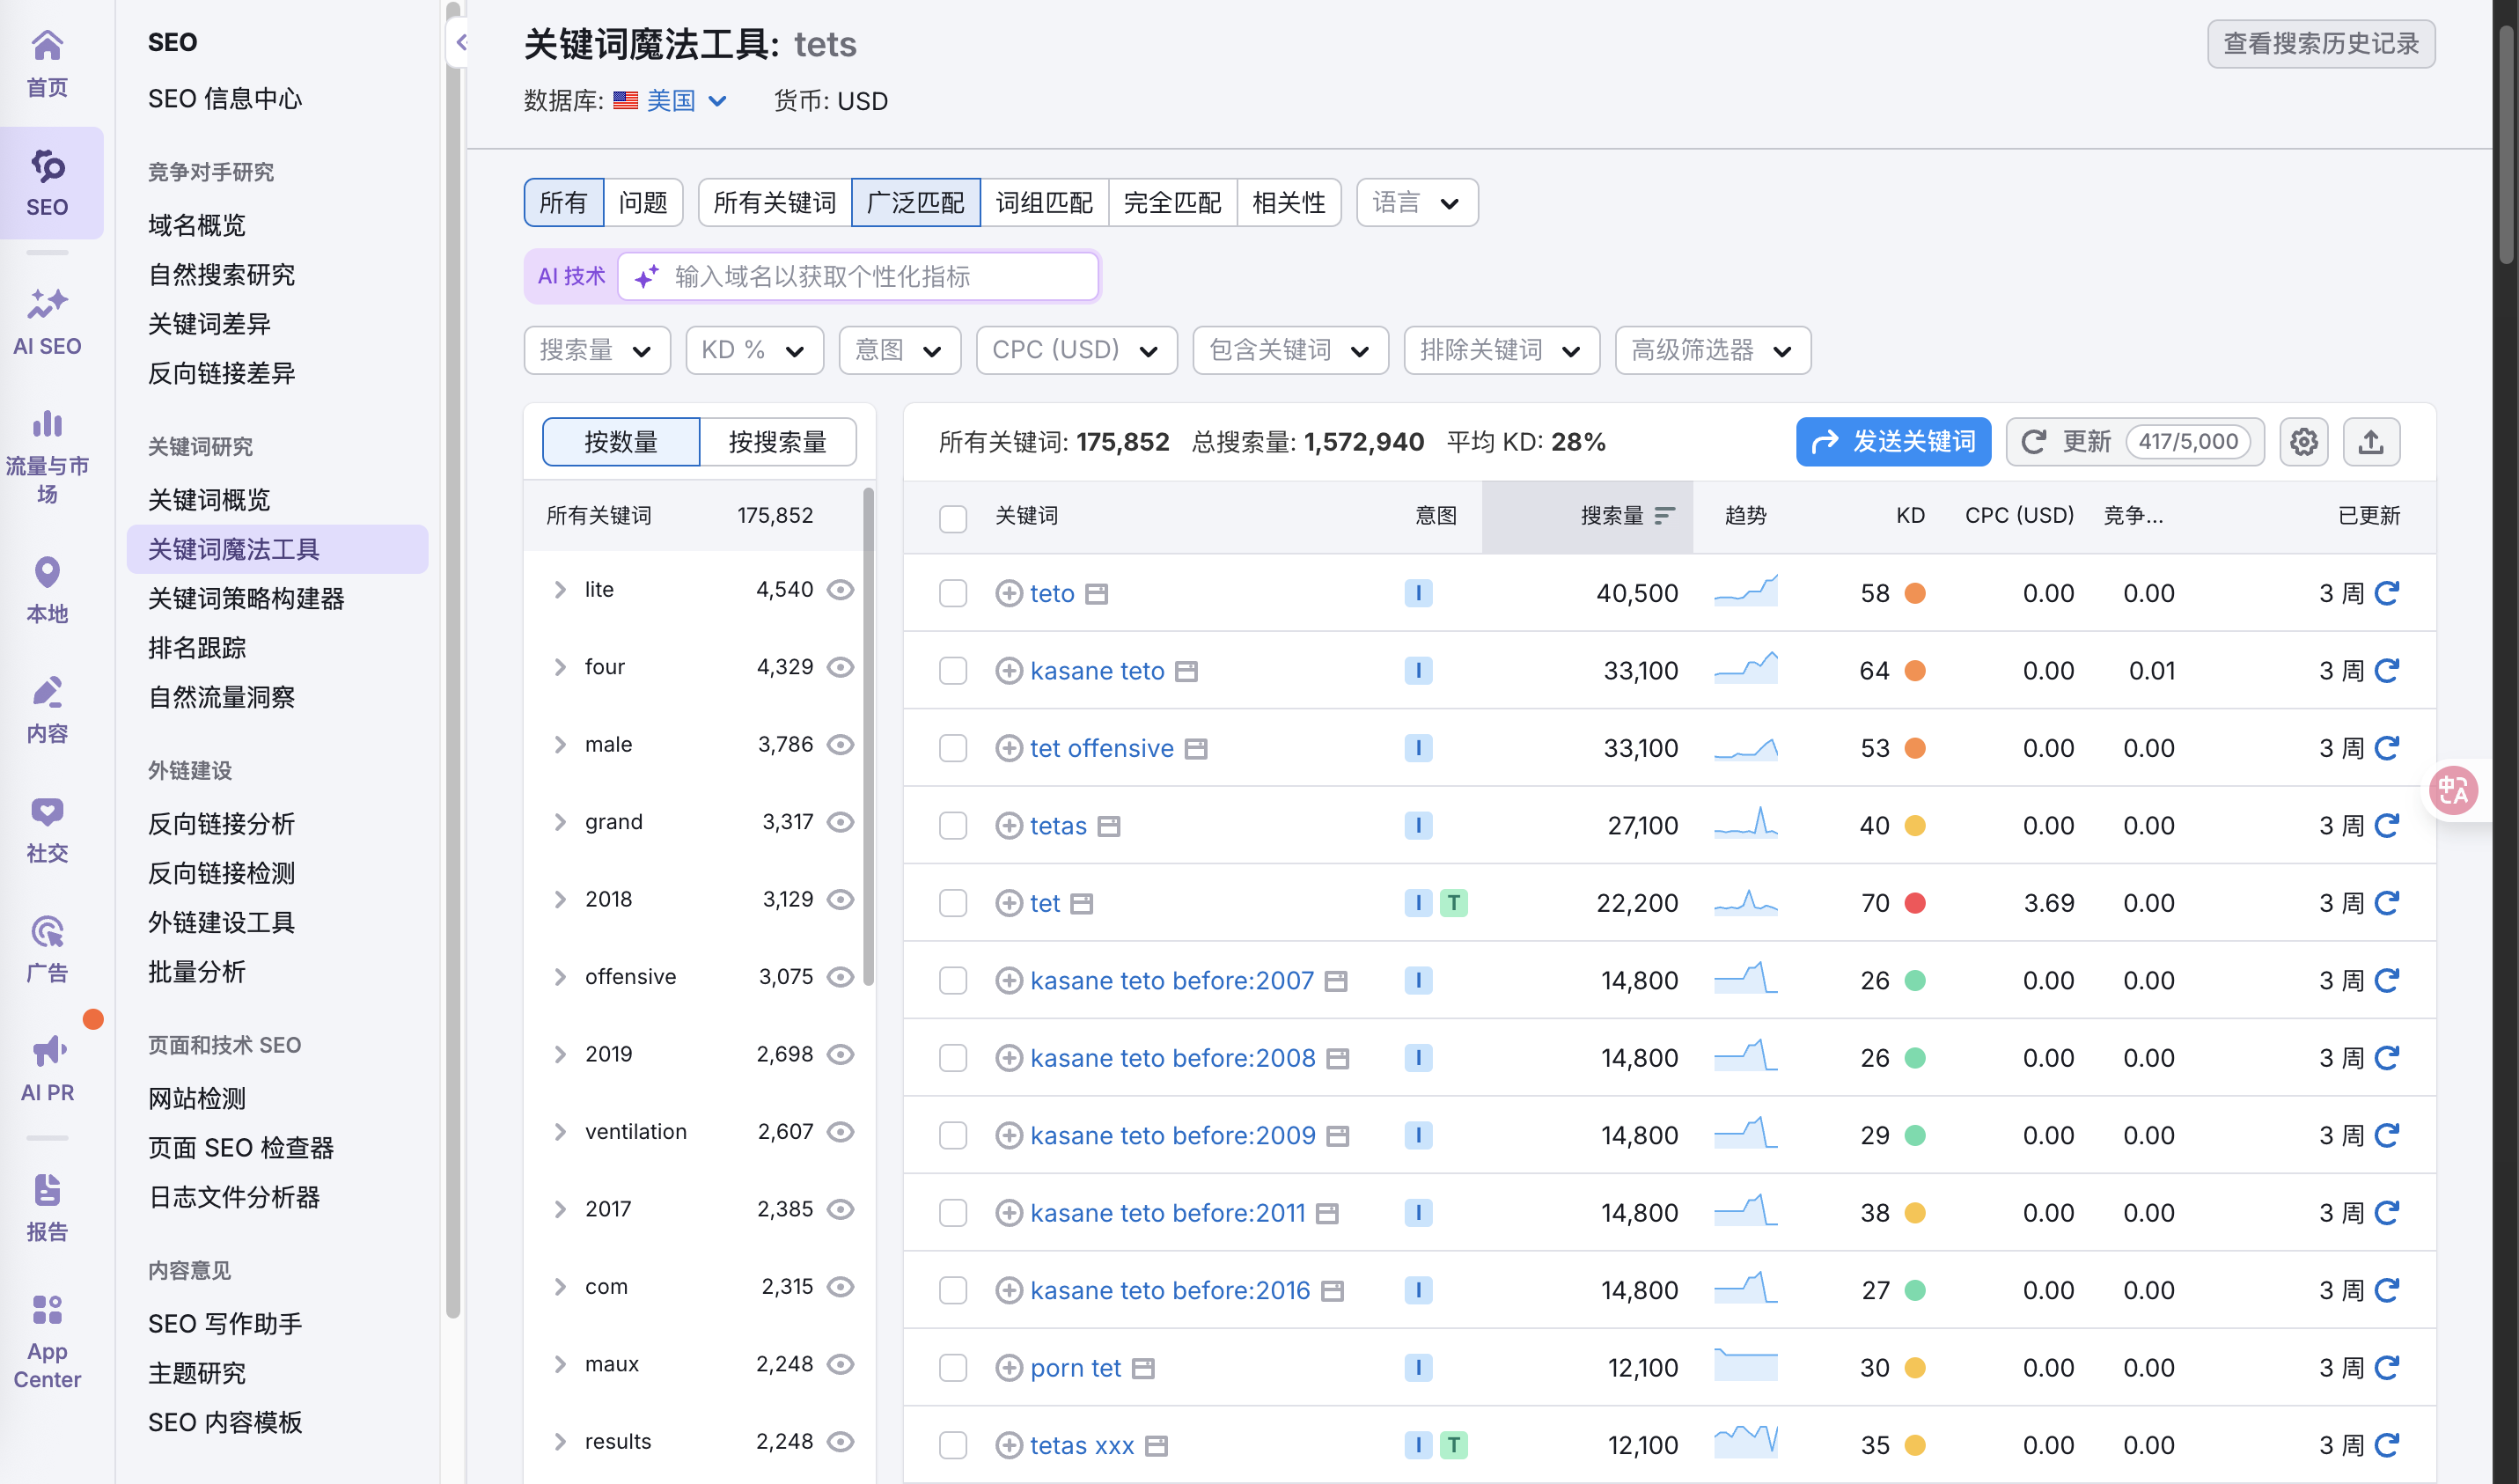 首页
SEO
AI SEO
流量与市
场
本地
内容
社交
广告
AI PR
报告
App
Center
SEO
SEO 信息中心
竞争对手研究
域名概览
自然搜索研究
关键词差异
反向链接差异
关键词研究
关键词概览
关键词魔法工具
关键词策略构建器
排名跟踪
自然流量洞察
外链建设
反向链接分析
反向链接检测
外链建设工具
批量分析
页面和技术 SEO
网站检测
页面 SEO 检查器
日志文件分析器
内容意见
SEO 写作助手
主题研究
SEO 内容模板
关键词魔法工具: tets
查看搜索历史记录
数据库: 美国 货币: USD
所有 问题 所有关键词 广泛匹配 词组匹配 完全匹配 相关性 语言
AI 技术 输入域名以获取个性化指标
搜索量 KD % 意图 CPC (USD) 包含关键词 排除关键词 高级筛选器
按数量 按搜索量
所有关键词 175,852
lite 4,540
four 4,329
male 3,786
grand 3,317
2018 3,129
offensive 3,075
2019 2,698
ventilation 2,607
2017 2,385
com 2,315
maux 2,248
results 2,248
所有关键词: 175,852 总搜索量: 1,572,940 平均 KD: 28%
发送关键词 更新 417/5,000
关键词 意图 搜索量 趋势 KD CPC (USD) 竞争... 已更新
teto I 40,500 58 0.00 0.00 3 周
kasane teto I 33,100 64 0.00 0.01 3 周
tet offensive I 33,100 53 0.00 0.00 3 周
tetas I 27,100 40 0.00 0.00 3 周
tet I T 22,200 70 3.69 0.00 3 周
kasane teto before:2007 I 14,800 26 0.00 0.00 3 周
kasane teto before:2008 I 14,800 26 0.00 0.00 3 周
kasane teto before:2009 I 14,800 29 0.00 0.00 3 周
kasane teto before:2011 I 14,800 38 0.00 0.00 3 周
kasane teto before:2016 I 14,800 27 0.00 0.00 3 周
porn tet I 12,100 30 0.00 0.00 3 周
tetas xxx I T 12,100 35 0.00 0.00 3 周
中A